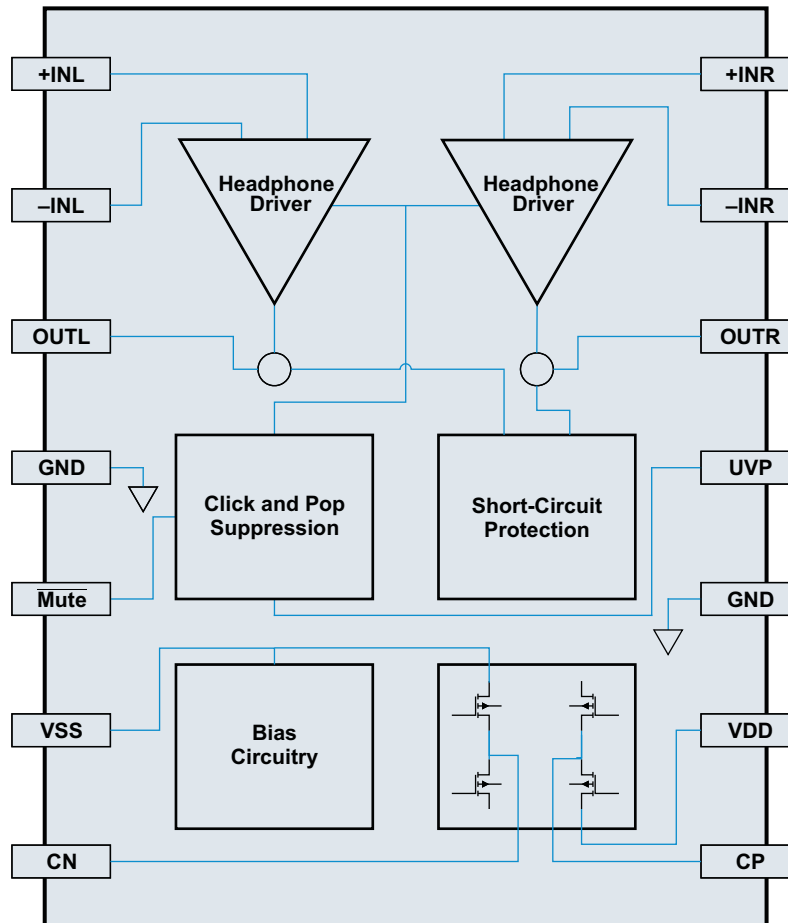 +INL
+INR
Headphone
Driver
Headphone
Driver
–INL
–INR
OUTL
OUTR
GND
UVP
Click and Pop
Suppression
Short-Circuit
Protection
Mute
GND
VSS
Bias
Circuitry
VDD
CN
CP